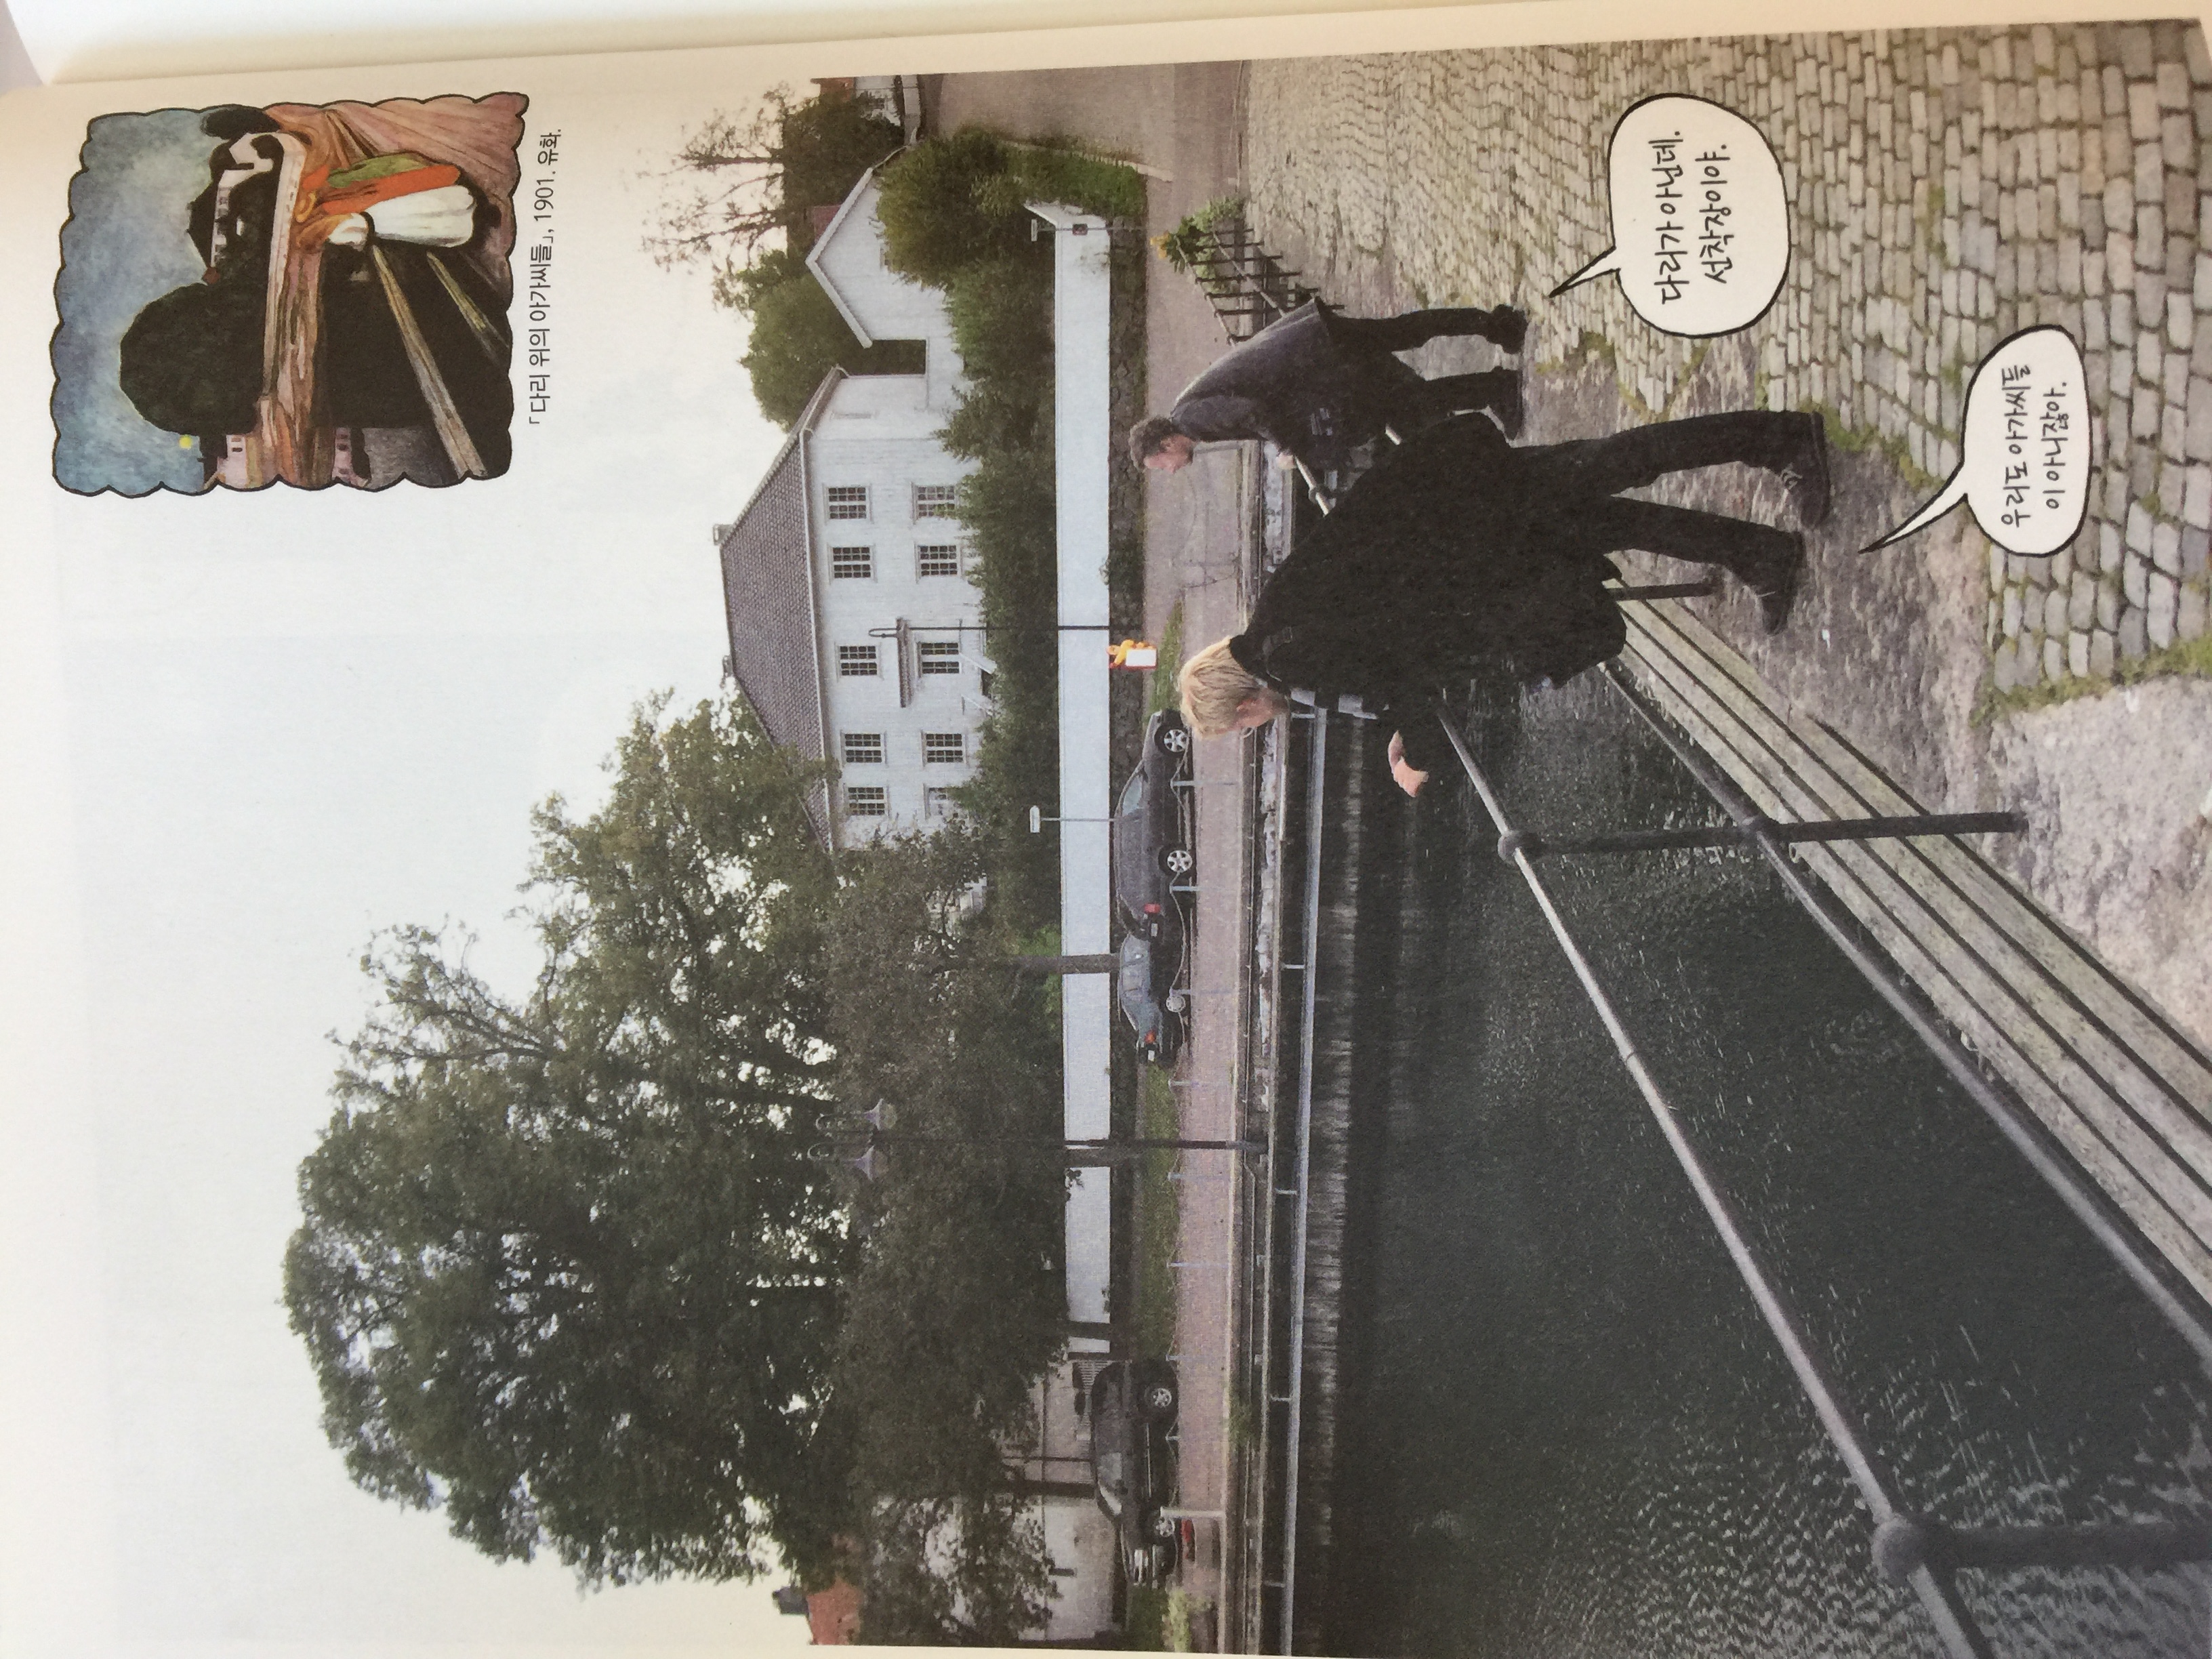 「다리 위의 아가씨들」, 1901. 유화.
다리가 아닌데.
선착장이야.
우리도 아가씨들
이 아니잖아.